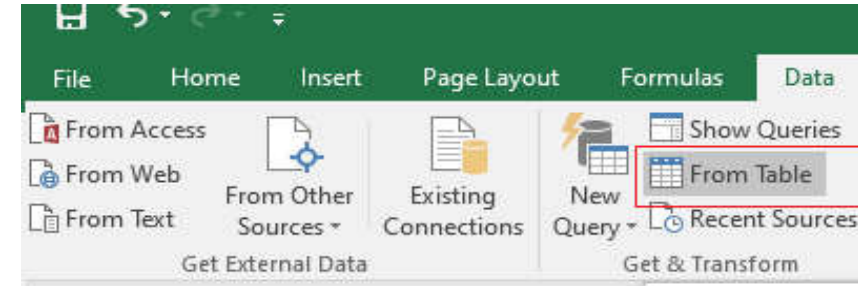 File Home Insert Page Layout Formulas Data
From Access
From Web
From Text
From Other
Sources
Existing
Connections
Get External Data
New
Query
Show Queries
From Table
Recent Sources
Get & Transform